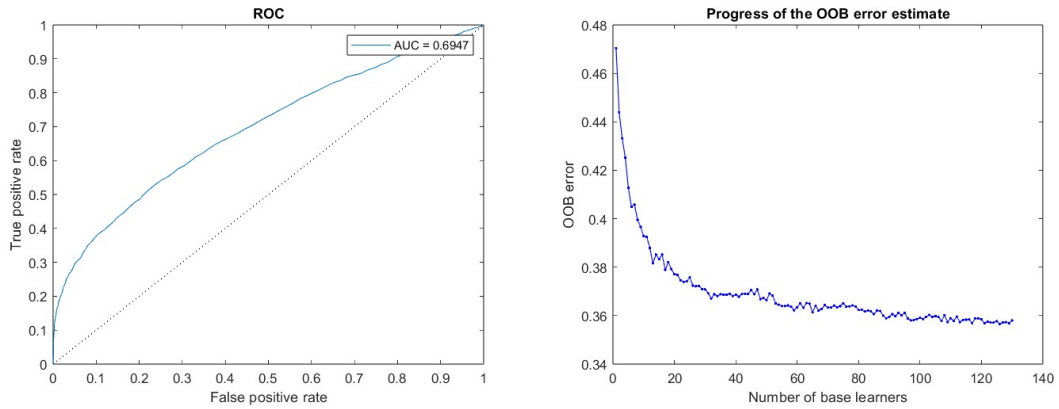 ROC
AUC = 0.6947
1
0.9
0.8
0.7
0.6
0.5
0.4
0.3
0.2
0.1
0
True positive rate
0 0.1 0.2 0.3 0.4 0.5 0.6 0.7 0.8 0.9 1
False positive rate
Progress of the OOB error estimate
0.48
0.46
0.44
0.42
0.4
0.38
0.36
0.34
OOB error
0 20 40 60 80 100 120 140
Number of base learners